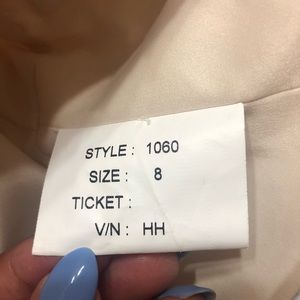 STYLE : 1060
SIZE : 8
TICKET :
V/N : HH